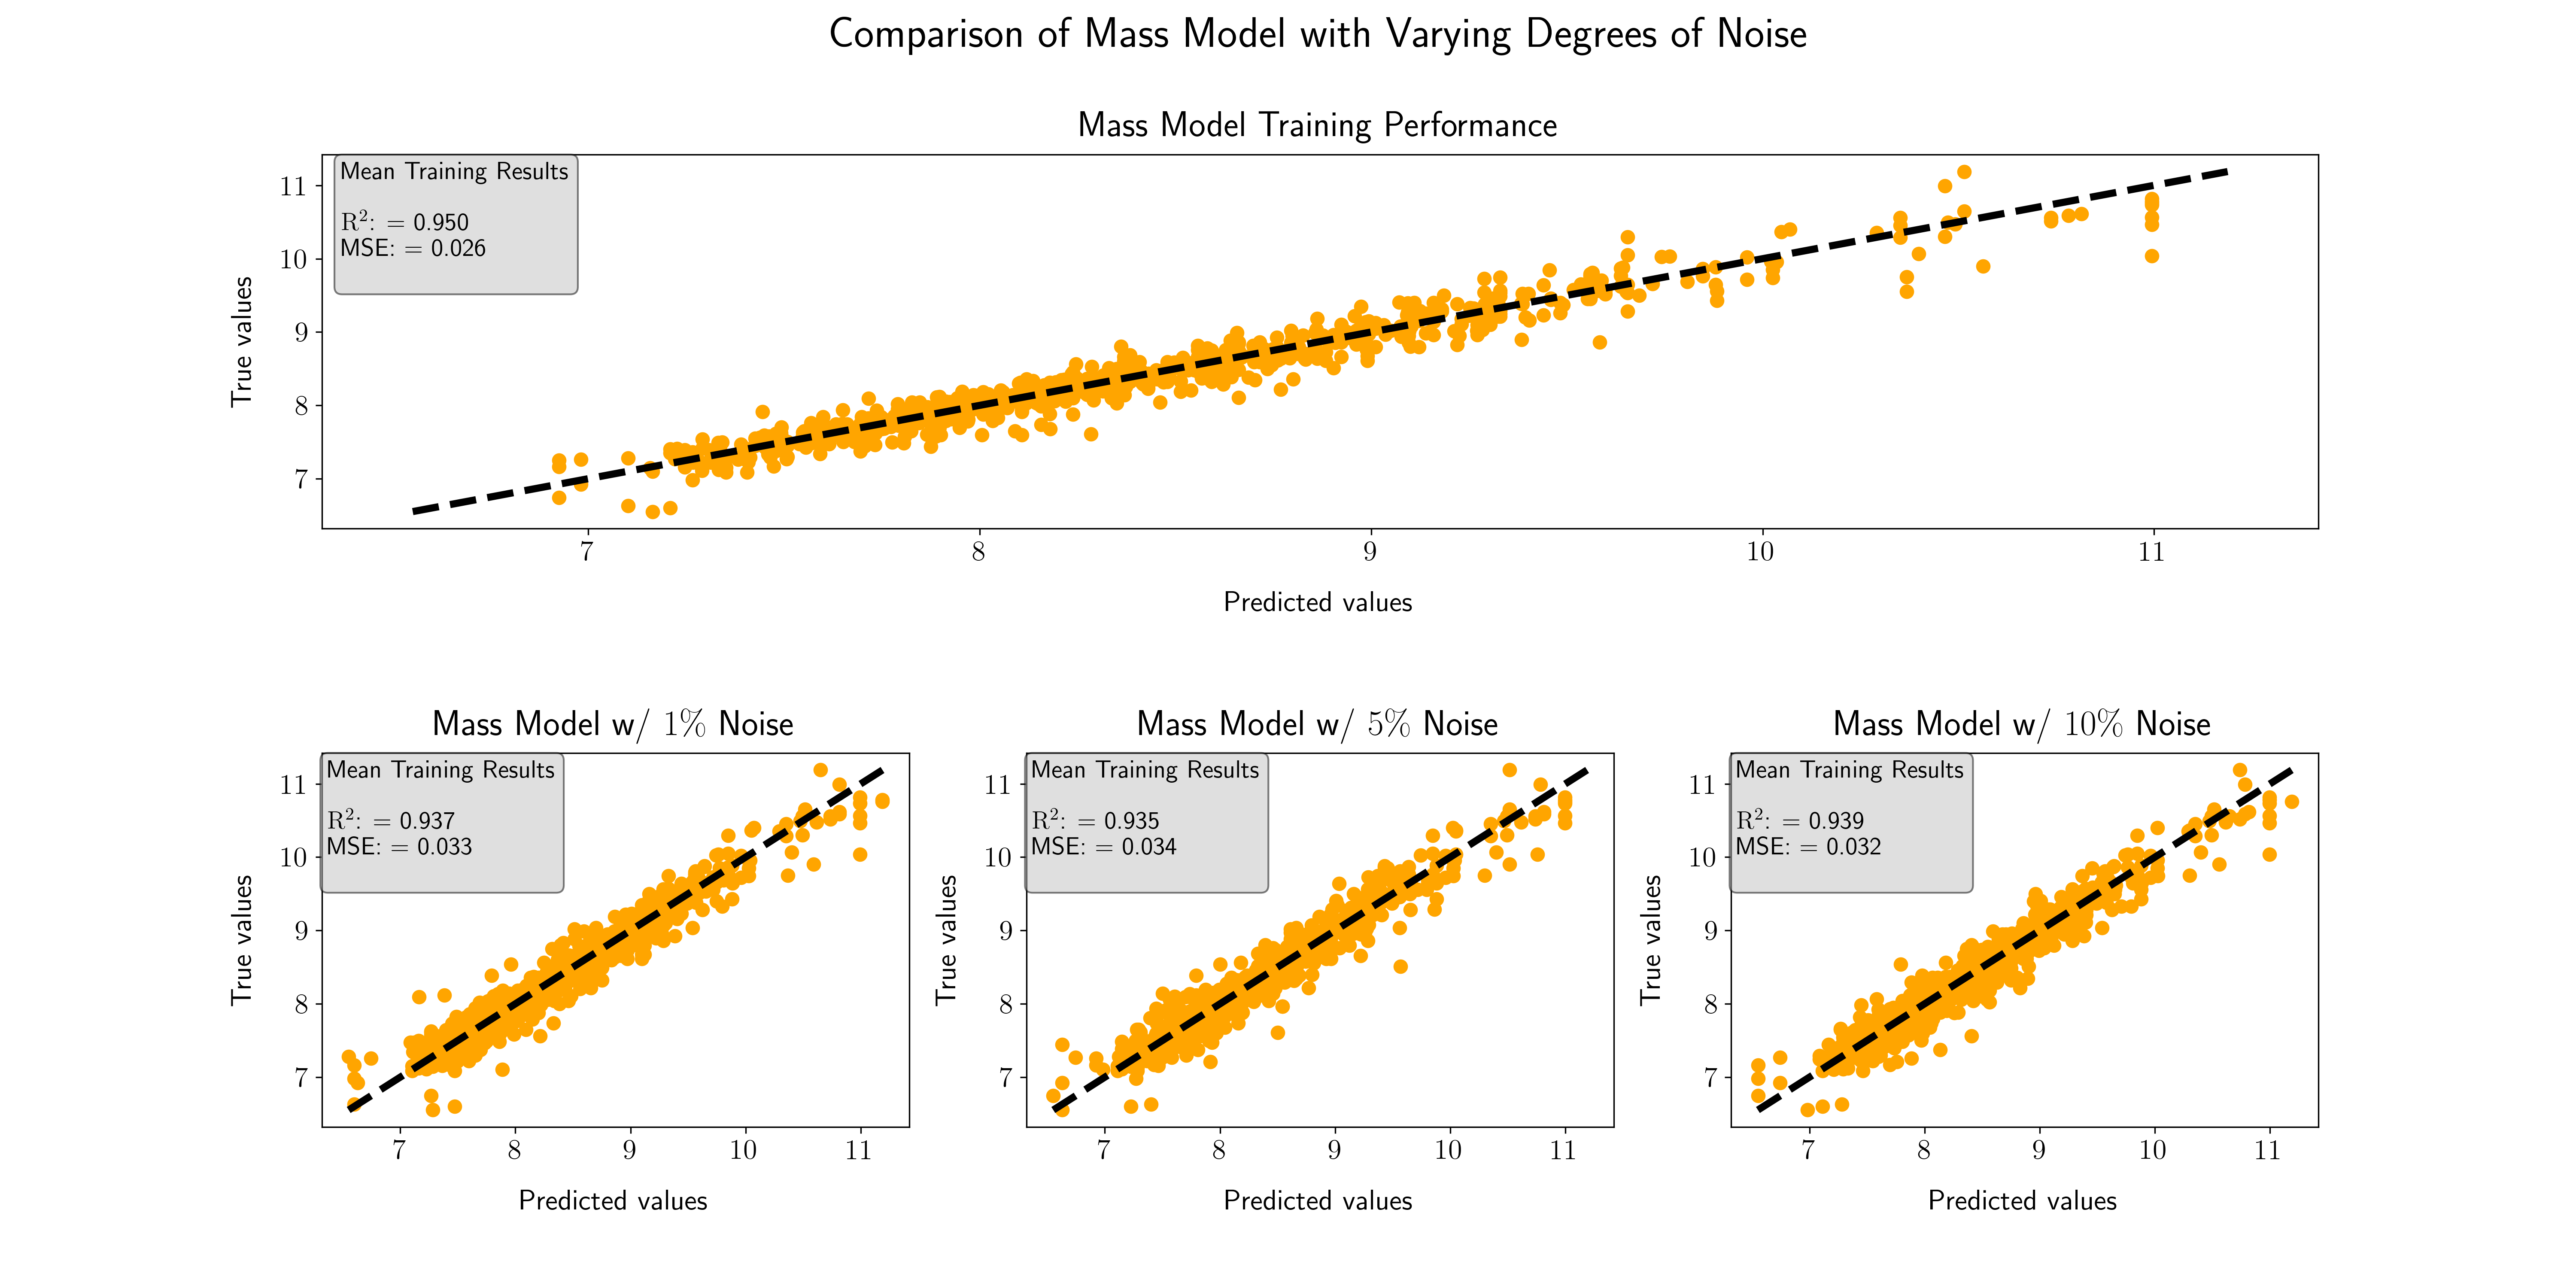 Comparison of Mass Model with Varying Degrees of Noise
Mass Model Training Performance
Mean Training Results
R²: = 0.950
MSE: = 0.026
True values
11
10
9
8
7
7 8 9 10 11
Predicted values
Mass Model w/ 1% Noise
Mean Training Results
R²: = 0.937
MSE: = 0.033
True values
11
10
9
8
7
7 8 9 10 11
Predicted values
Mass Model w/ 5% Noise
Mean Training Results
R²: = 0.935
MSE: = 0.034
True values
11
10
9
8
7
7 8 9 10 11
Predicted values
Mass Model w/ 10% Noise
Mean Training Results
R²: = 0.939
MSE: = 0.032
True values
11
10
9
8
7
7 8 9 10 11
Predicted values